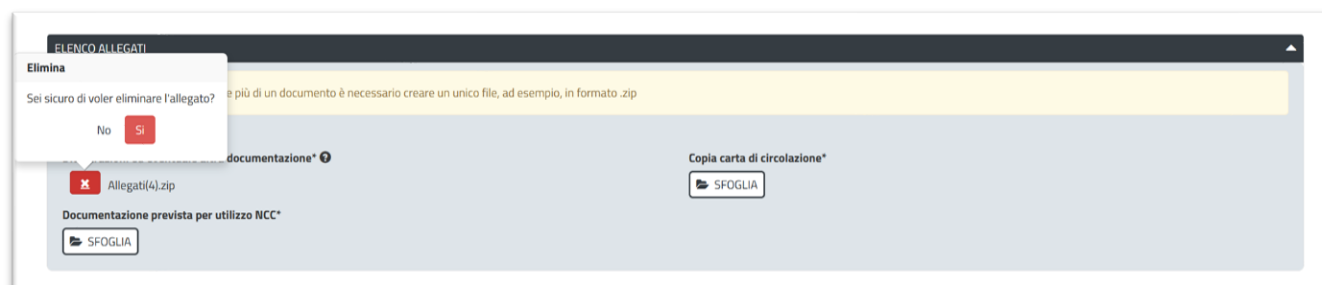 ELENCO ALLEGATI
Elimina
Sei sicuro di voler eliminare l'allegato?
No Si
e più di un documento è necessario creare un unico file, ad esempio, in formato .zip
documentazione*
Allegati(4).zip
Copia carta di circolazione*
SFOGLIA
Documentazione prevista per utilizzo NCC*
SFOGLIA